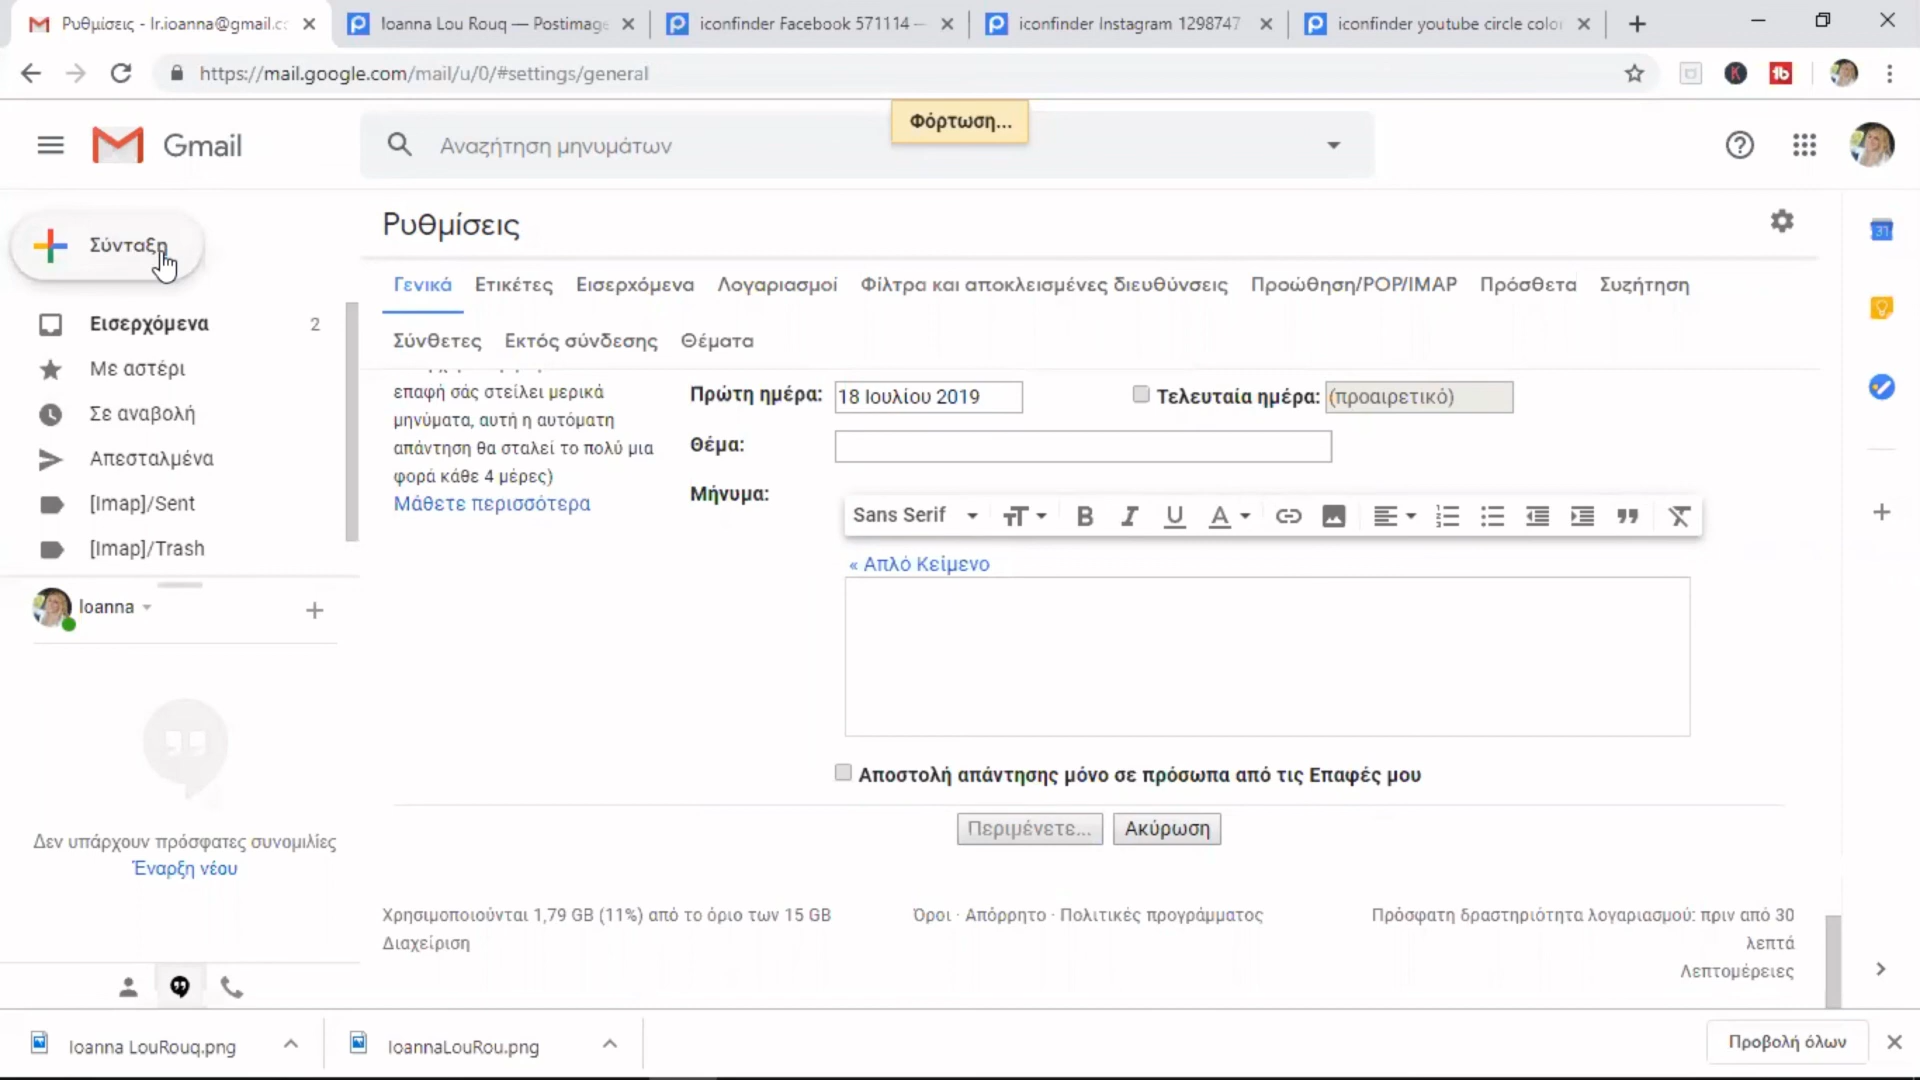 Ρυθμίσεις - lr.ioanna@gmail.c
Ioanna Lou Rouq — Postimage
iconfinder Facebook 571114 —
iconfinder Instagram 1298747
iconfinder youtube circle color
https://mail.google.com/mail/u/0/#settings/general
Φόρτωση...
Gmail
Αναζήτηση μηνυμάτων
Ρυθμίσεις
Σύνταξη
Γενικά Ετικέτες Εισερχόμενα Λογαριασμοί Φίλτρα και αποκλεισμένες διευθύνσεις Προώθηση/POP/IMAP Πρόσθετα Συζήτηση
Σύνθετες Εκτός σύνδεσης Θέματα
Εισερχόμενα 2
Με αστέρι
Σε αναβολή
Απεσταλμένα
[Imap]/Sent
[Imap]/Trash
Ioanna
Δεν υπάρχουν πρόσφατες συνομιλίες
Έναρξη νέου
επαφή σάς στείλει μερικά
μηνύματα, αυτή η αυτόματη
απάντηση θα σταλεί το πολύ μια
φορά κάθε 4 μέρες)
Μάθετε περισσότερα
Πρώτη ημέρα: 18 Ιουλίου 2019 Τελευταία ημέρα: (προαιρετικό)
Θέμα:
Μήνυμα:
Sans Serif
« Απλό Κείμενο
Αποστολή απάντησης μόνο σε πρόσωπα από τις Επαφές μου
Περιμένετε... Ακύρωση
Χρησιμοποιούνται 1,79 GB (11%) από το όριο των 15 GB
Διαχείριση
Όροι · Απόρρητο · Πολιτικές προγράμματος
Πρόσφατη δραστηριότητα λογαριασμού: πριν από 30
λεπτά
Λεπτομέρειες
Ioanna LouRouq.png
IoannaLouRou.png
Προβολή όλων